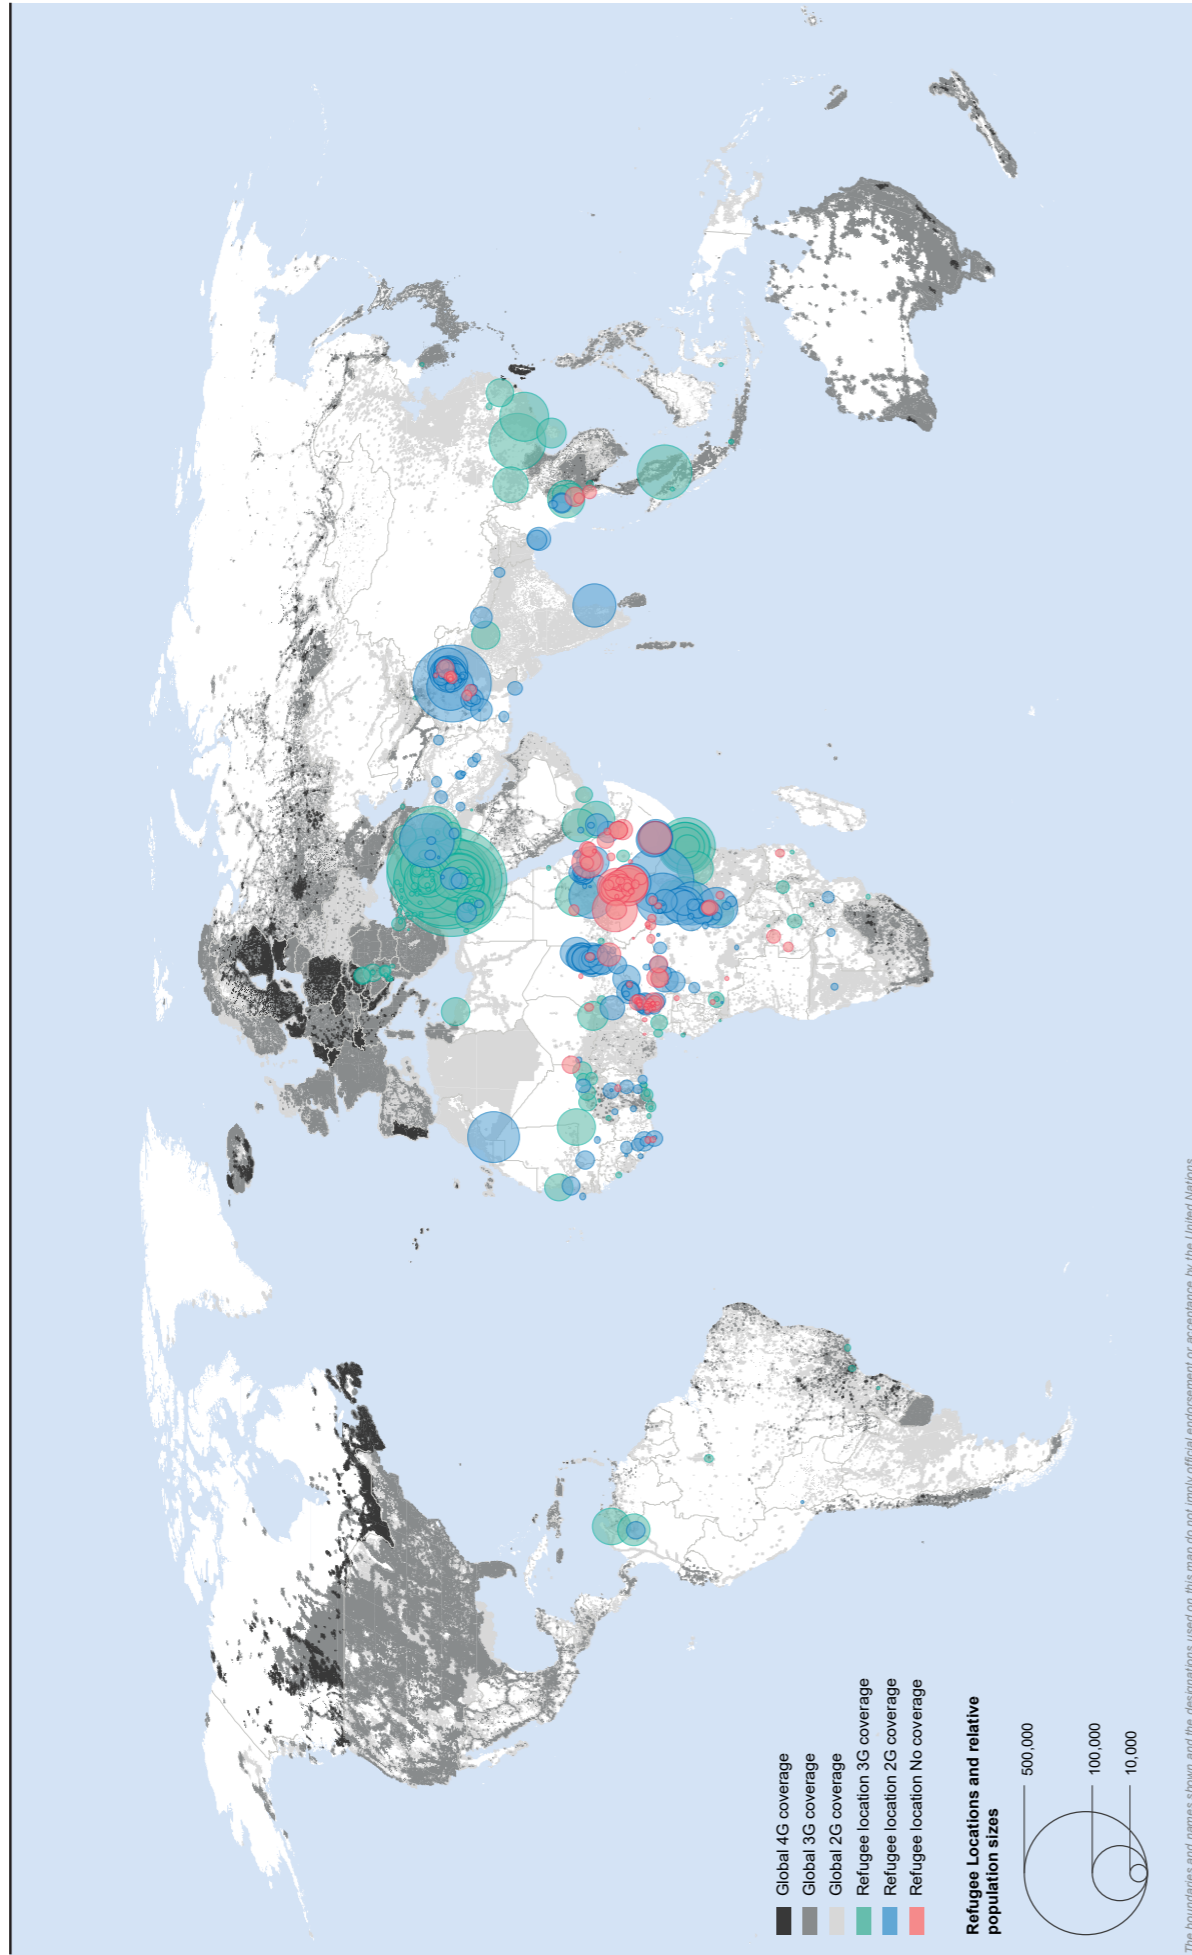 Global 4G coverage
Global 3G coverage
Global 2G coverage
Refugee location 3G coverage
Refugee location 2G coverage
Refugee location No coverage
Refugee Locations and relative
population sizes
500,000
100,000
10,000
The boundaries and names shown and the designations used on this map do not imply official endorsement or acceptance by the United Nations